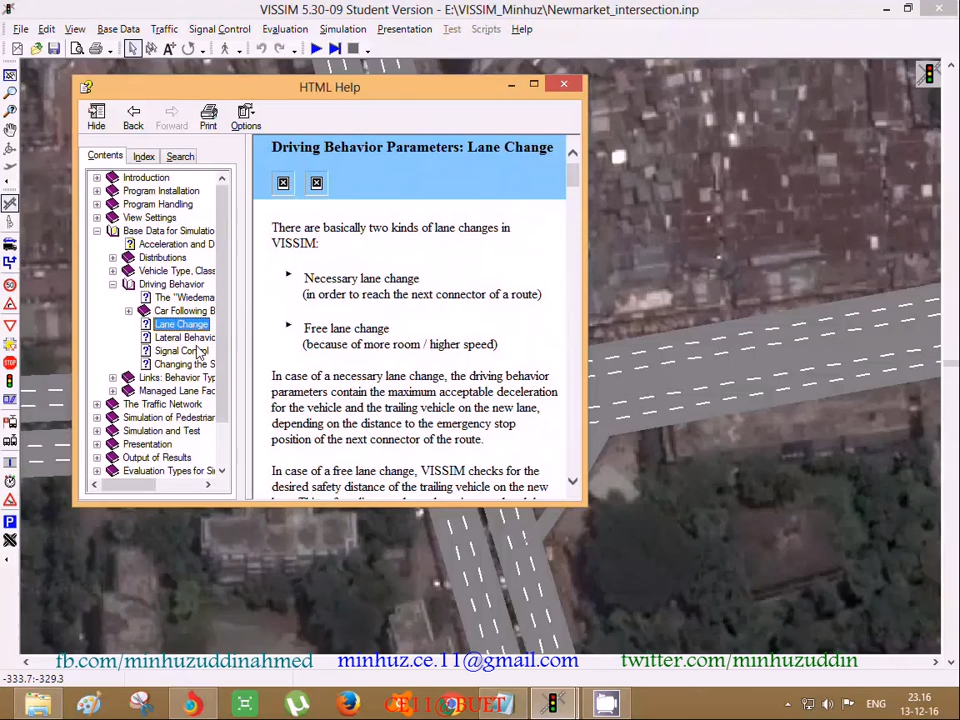 VISSIM 5.30-09 Student Version - E:\VISSIM_Minhuz\Newmarket_intersection.inp
File Edit View Base Data Traffic Signal Control Evaluation Simulation Presentation Test Scripts Help
HTML Help
Hide Back Forward Print Options
Contents Index Search
Introduction
Program Installation
Program Handling
View Settings
Base Data for Simulatio
Acceleration and D
Distributions
Vehicle Type, Class
Driving Behavior
The "Wiedema
Car Following B
Lane Change
Lateral Behavio
Signal Control
Changing the S
Links: Behavior Typ
Managed Lane Fac
The Traffic Network
Simulation of Pedestrian
Simulation and Test
Presentation
Output of Results
Evaluation Types for Si
Driving Behavior Parameters: Lane Change
There are basically two kinds of lane changes in
VISSIM:
Necessary lane change
(in order to reach the next connector of a route)
Free lane change
(because of more room / higher speed)
In case of a necessary lane change, the driving behavior
parameters contain the maximum acceptable deceleration
for the vehicle and the trailing vehicle on the new lane,
depending on the distance to the emergency stop
position of the next connector of the route.
In case of a free lane change, VISSIM checks for the
desired safety distance of the trailing vehicle on the new
fb.com/minhuzuddinahmed minhuz.ce.11@gmail.com twitter.com/minhuzuddin
-333.7:-329.3
CE11@BUET
ENG
23.16
13-12-16